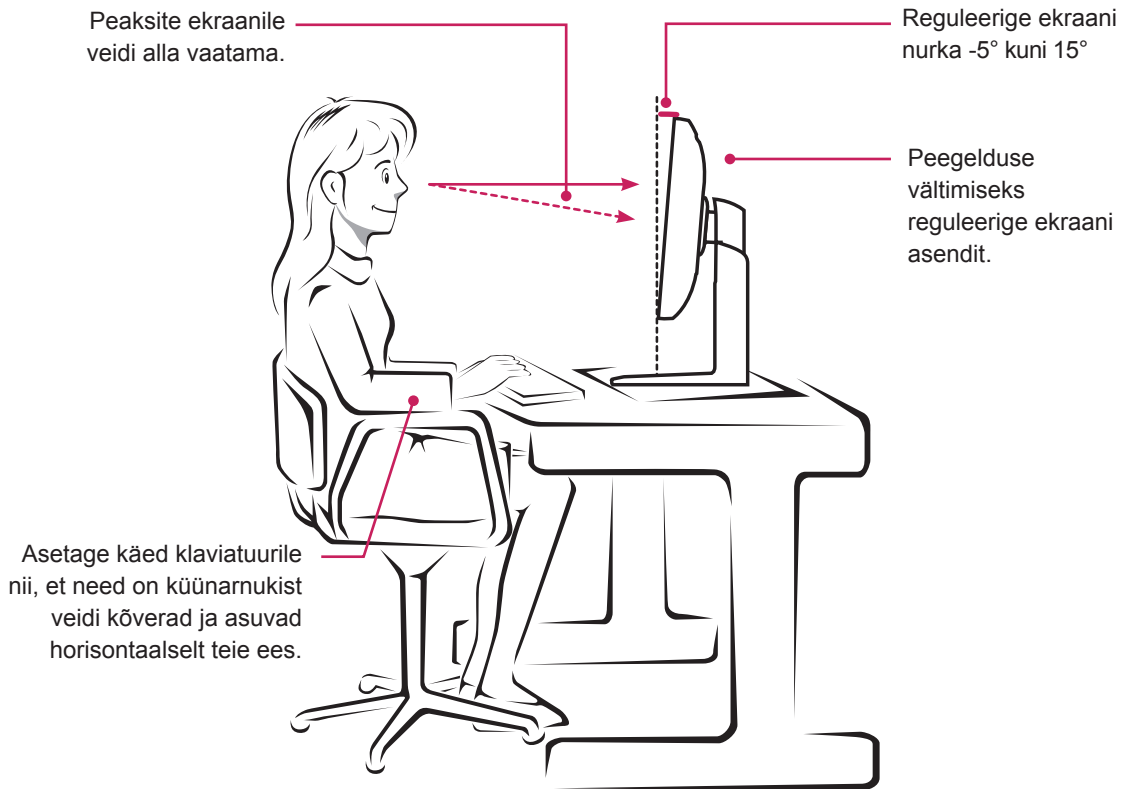 Peaksite ekraanile
veidi alla vaatama.
Reguleerige ekraani
nurka -5° kuni 15°
Peegelduse
vältimiseks
reguleerige ekraani
asendit.
Asetage käed klaviatuurile
nii, et need on küünarnukist
veidi kõverad ja asuvad
horisontaalselt teie ees.